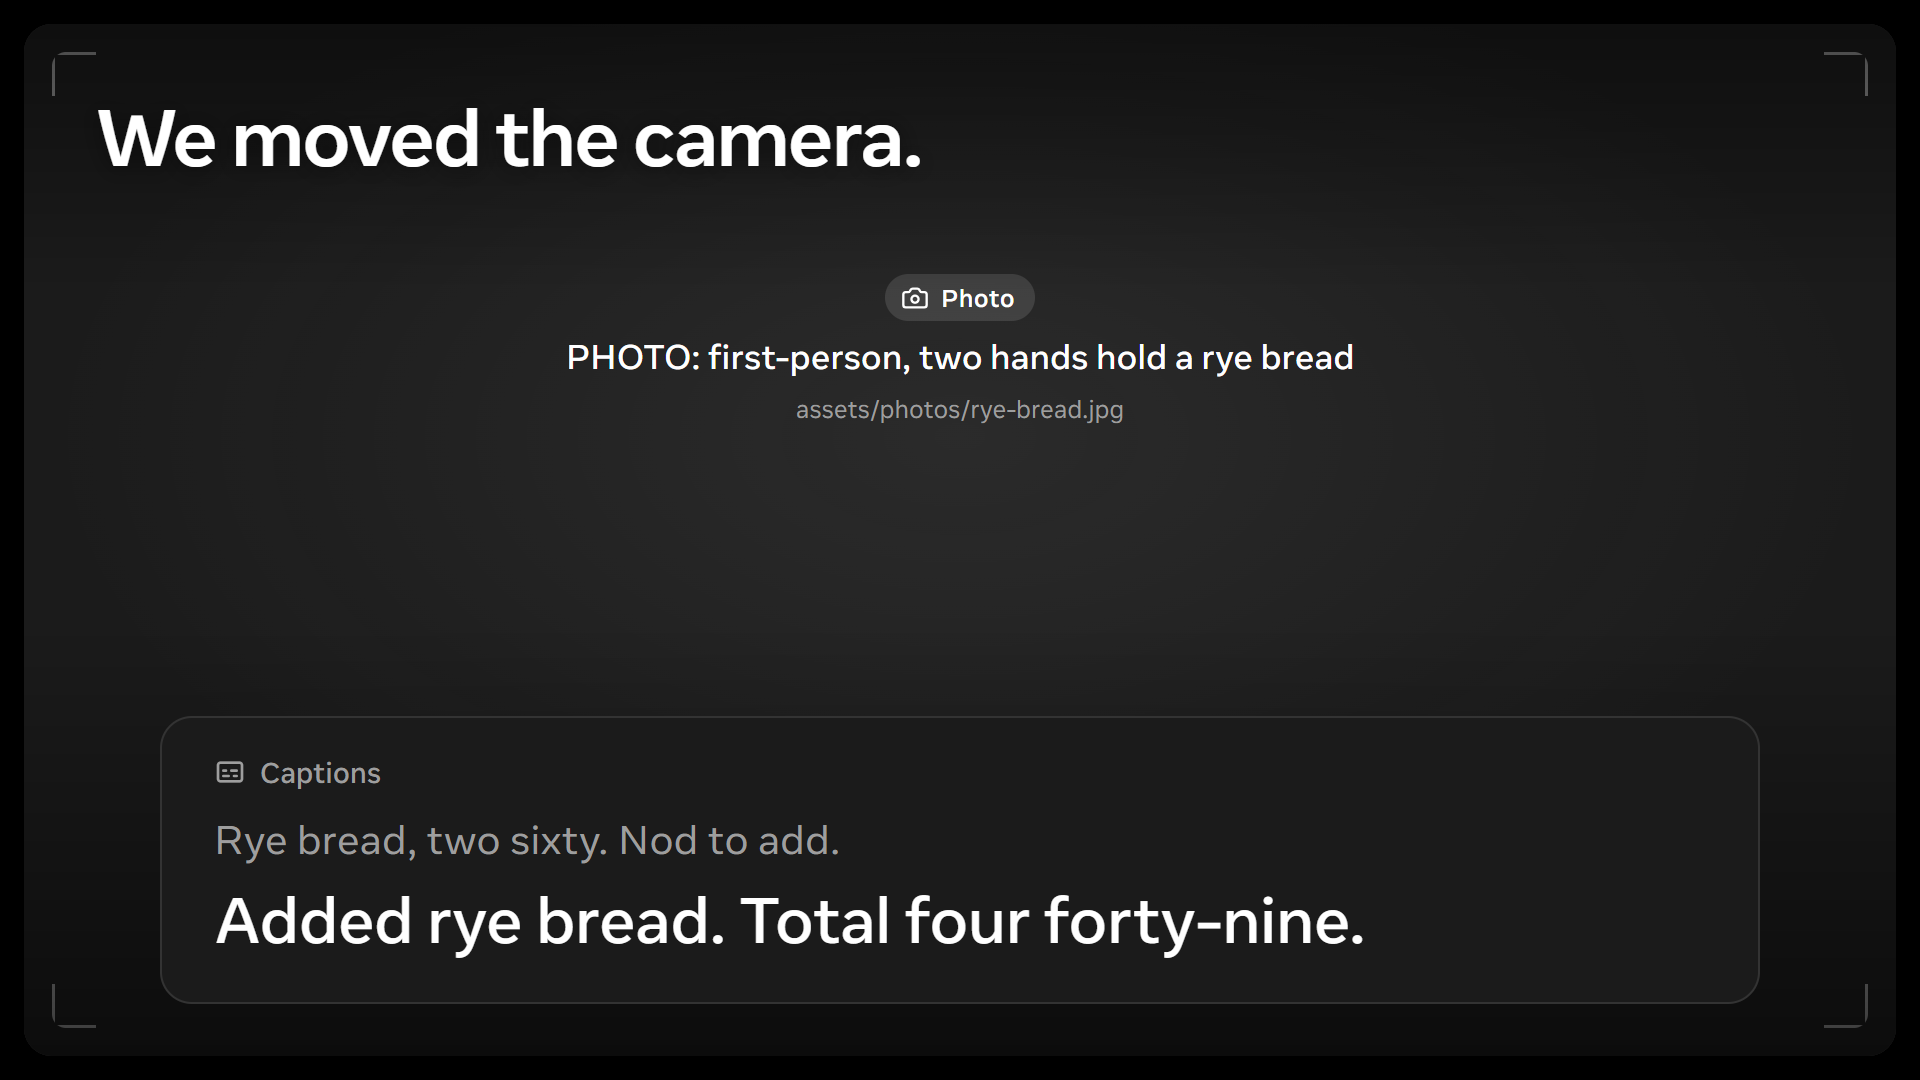 We moved the camera.
Photo
PHOTO: first-person, two hands hold a rye bread
assets/photos/rye-bread.jpg
Captions
Rye bread, two sixty. Nod to add.
Added rye bread. Total four forty-nine.